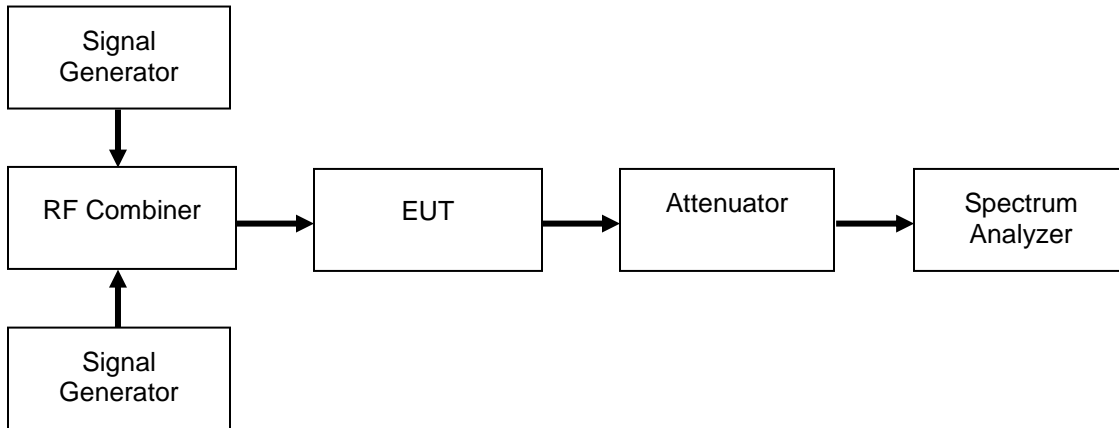 Signal
Generator
RF Combiner
EUT
Attenuator
Spectrum
Analyzer
Signal
Generator